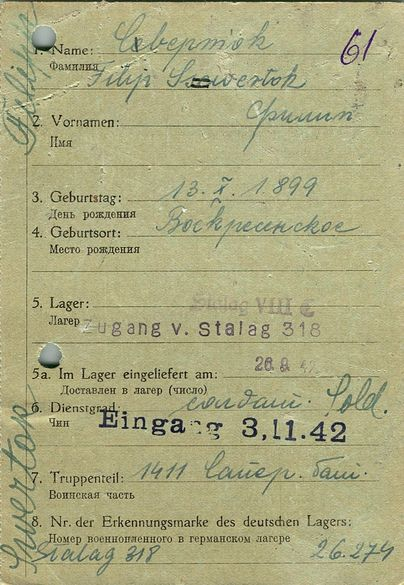 61
1. Name: Северток
Фамилия
Filip Sewertok
2. Vornamen: Филип
Имя
3. Geburtstag: 13. X. 1899
День рождения
4. Geburtsort: Воскресенское
Место рождения
5. Lager: Stalag VIII C
Лагер Zugang v. Stalag 318
26.9.42
5a. Im Lager eingeliefert am:
Доставлен в лагер (число)
6. Dienstgrad: солдат. Sold.
Чин Eingang 3.11.42
7. Truppenteil: 1411 Сапер. бат.
Воинская часть
8. Nr. der Erkennungsmarke des deutschen Lagers:
Номер военнопленного в германском лагере
Stalag 318 26.274